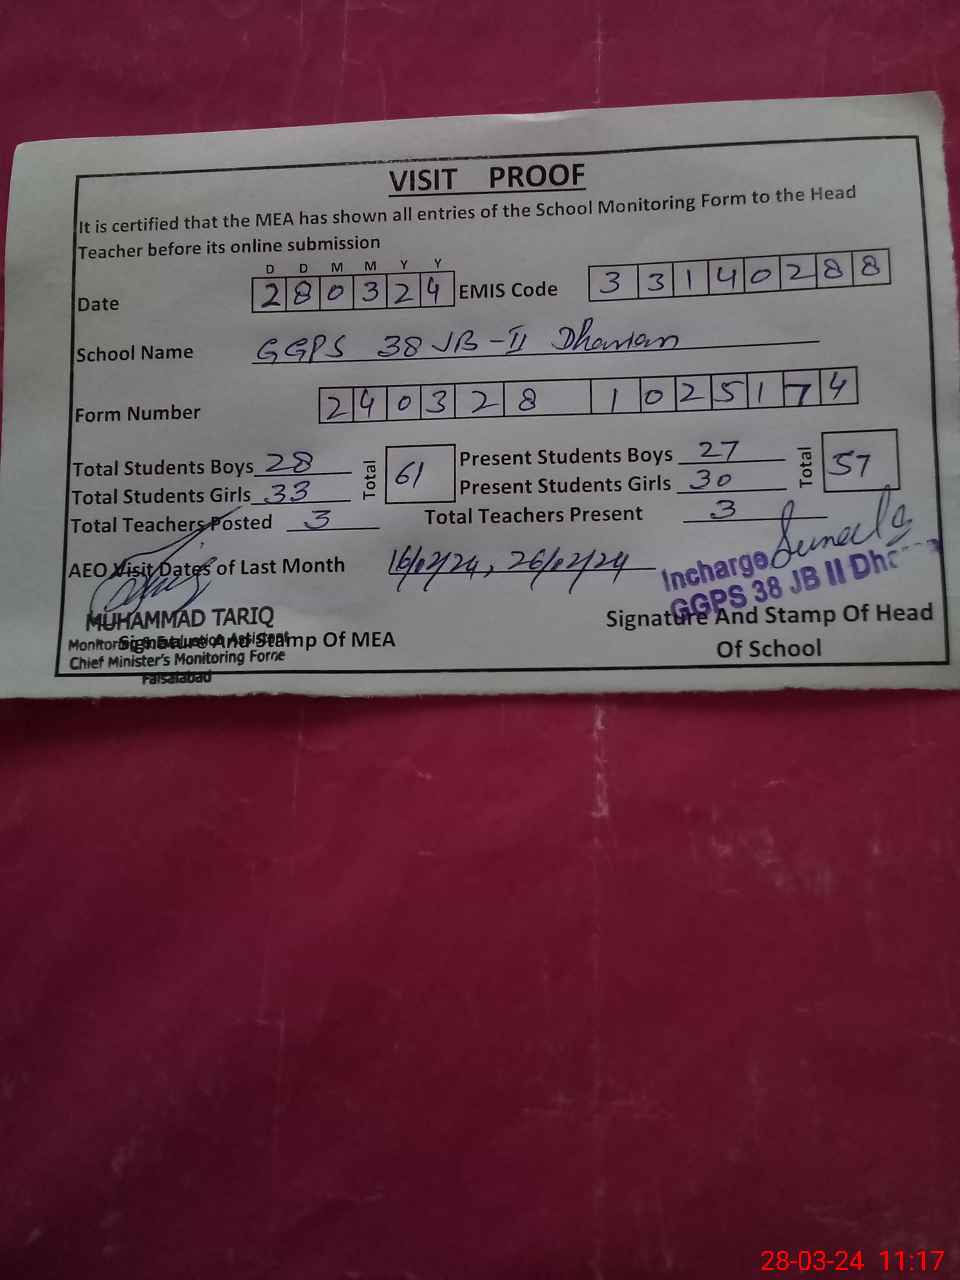 VISIT PROOF
It is certified that the MEA has shown all entries of the School Monitoring Form to the Head
Teacher before its online submission
D D M M Y Y
Date 2 8 0 3 2 4 EMIS Code 3 3 1 4 0 2 8 8
School Name GGPS 38 JB-II
Form Number 2 4 0 3 2 8 1 0 2 5 1 7 4
Total Students Boys 28 Total 61 Present Students Boys 27 Total 57
Total Students Girls 33 Present Students Girls 30
Total Teachers Posted 3 Total Teachers Present 3
AEO Visit Dates of Last Month 16/02/24, 26/02/24
Incharge
GGPS 38 JB II
MUHAMMAD TARIQ
Monitoring & Evaluation Assistant
Signature And Stamp Of MEA
Chief Minister's Monitoring Force
Faisalabad
Signature And Stamp Of Head
Of School
28-03-24 11:17